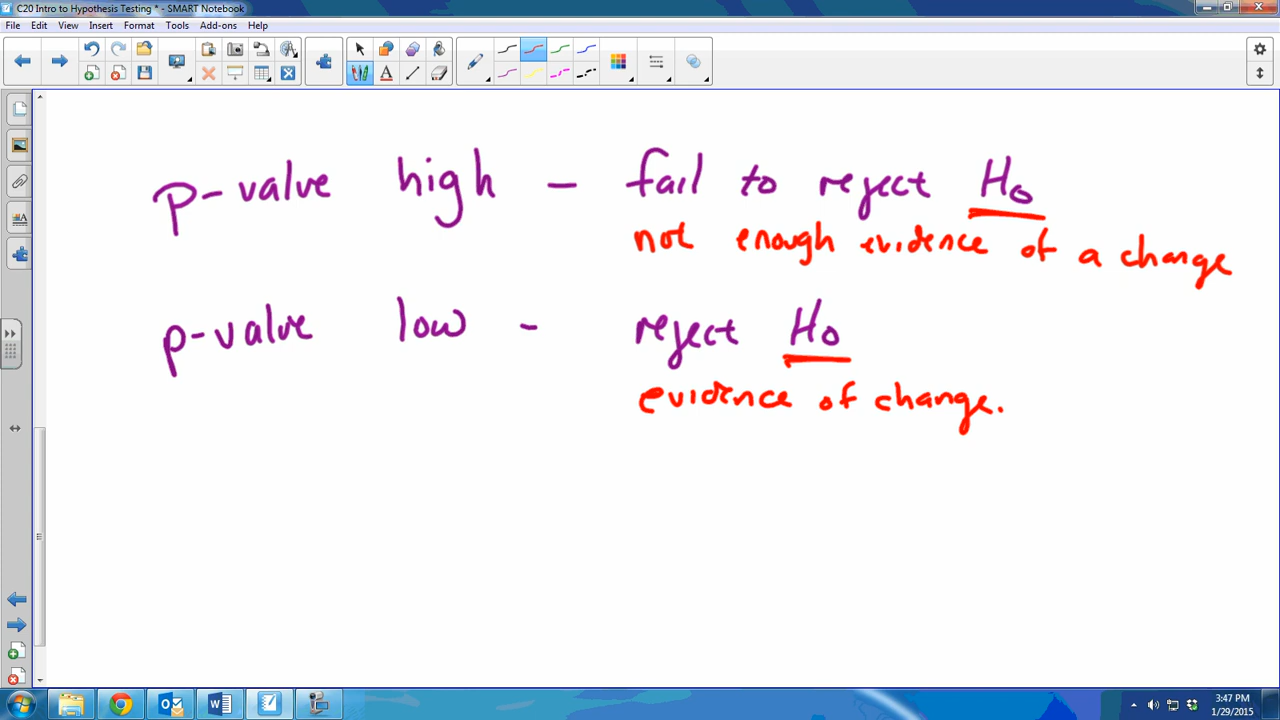 C20 Intro to Hypothesis Testing * - SMART Notebook
File Edit View Insert Format Tools Add-ons Help
p-value high - fail to reject H₀
not enough evidence of a change
p-value low - reject H₀
evidence of change.
3:47 PM
1/29/2015